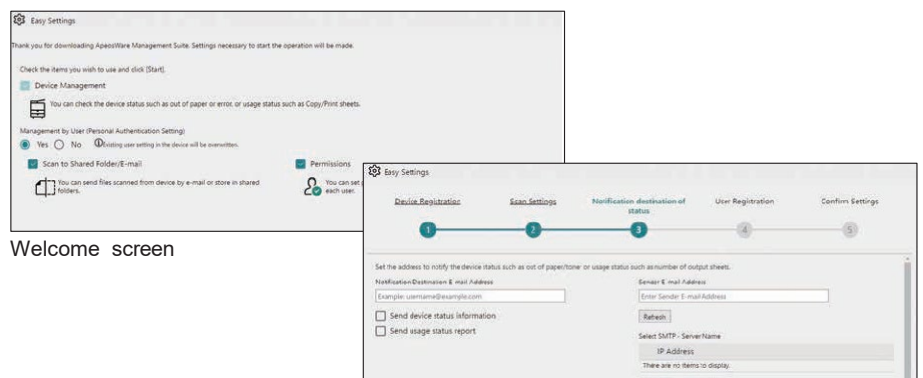 Easy Settings
Thank you for downloading ApeosWare Management Suite. Settings necessary to start the operation will be made.
Check the items you wish to use and click [Start].
Device Management
You can check the device status such as out of paper or error, or usage status such as Copy/Print sheets.
Management by User (Personal Authentication Setting)
Yes No Existing user setting in the device will be overwritten.
Scan to Shared Folder/E-mail Permissions
You can send files scanned from device by e-mail or store in shared folders.
You can set
each user.
Welcome screen
Easy Settings
Device Registration Scan Settings Notification destination of status User Registration Confirm Settings
1 2 3 4 5
Set the address to notify the device status such as out of paper/toner or usage status such as number of output sheets.
Notification Destination E-mail Address Sender E-mail Address
Example: username@example.com Enter Sender E-mail Address
Send device status information Refresh
Send usage status report
Select SMTP - Server Name
IP Address
There are no items to display.